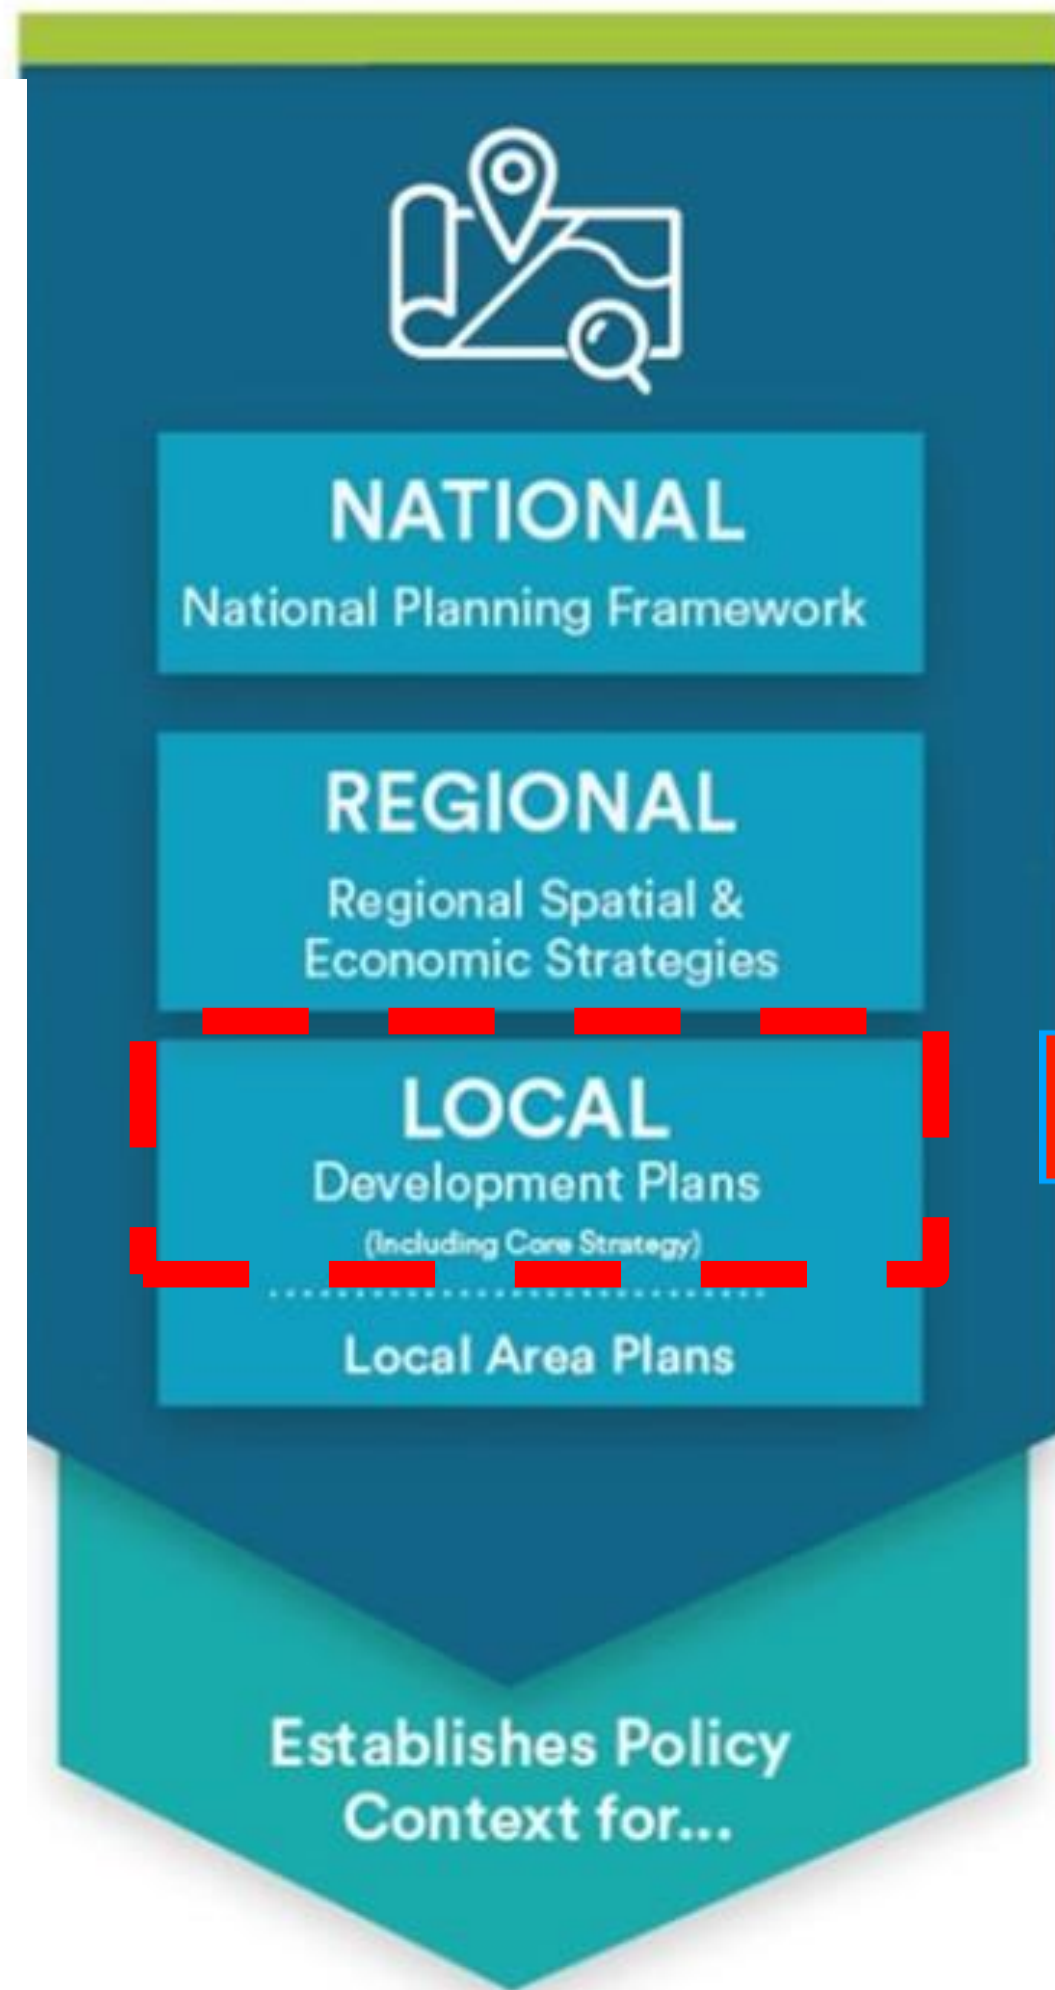 NATIONAL
National Planning Framework
REGIONAL
Regional Spatial &
Economic Strategies
LOCAL
Development Plans
(Including Core Strategy)
Local Area Plans
Establishes Policy
Context for...